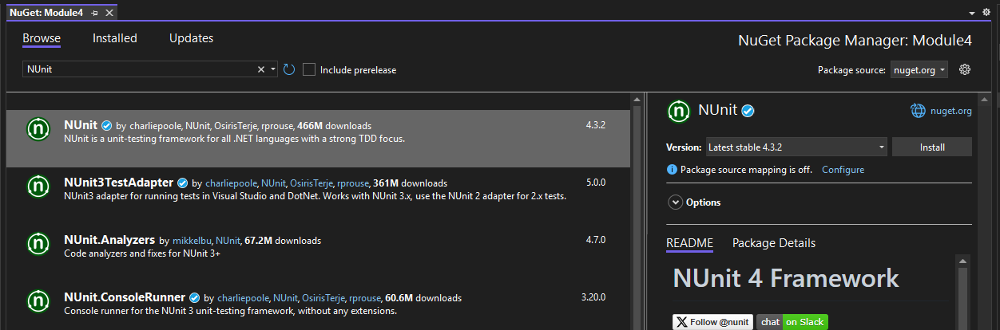 NuGet: Module4
Browse Installed Updates
NuGet Package Manager: Module4
NUnit
Include prerelease
Package source: nuget.org
NUnit by charliepoole, NUnit, OsirisTerje, rprouse, 466M downloads
4.3.2
NUnit is a unit-testing framework for all .NET languages with a strong TDD focus.
NUnit3TestAdapter by charliepoole, NUnit, OsirisTerje, rprouse, 361M downloads
5.0.0
NUnit3 adapter for running tests in Visual Studio and DotNet. Works with NUnit 3.x, use the NUnit 2 adapter for 2.x tests.
NUnit.Analyzers by mikkelbu, NUnit, 67.2M downloads
4.7.0
Code analyzers and fixes for NUnit 3+
NUnit.ConsoleRunner by charliepoole, NUnit, OsirisTerje, rprouse, 60.6M downloads
3.20.0
Console runner for the NUnit 3 unit-testing framework, without any extensions.
NUnit
nuget.org
Version: Latest stable 4.3.2
Install
Package source mapping is off. Configure
Options
README Package Details
NUnit 4 Framework
X Follow @nunit
chat on Slack